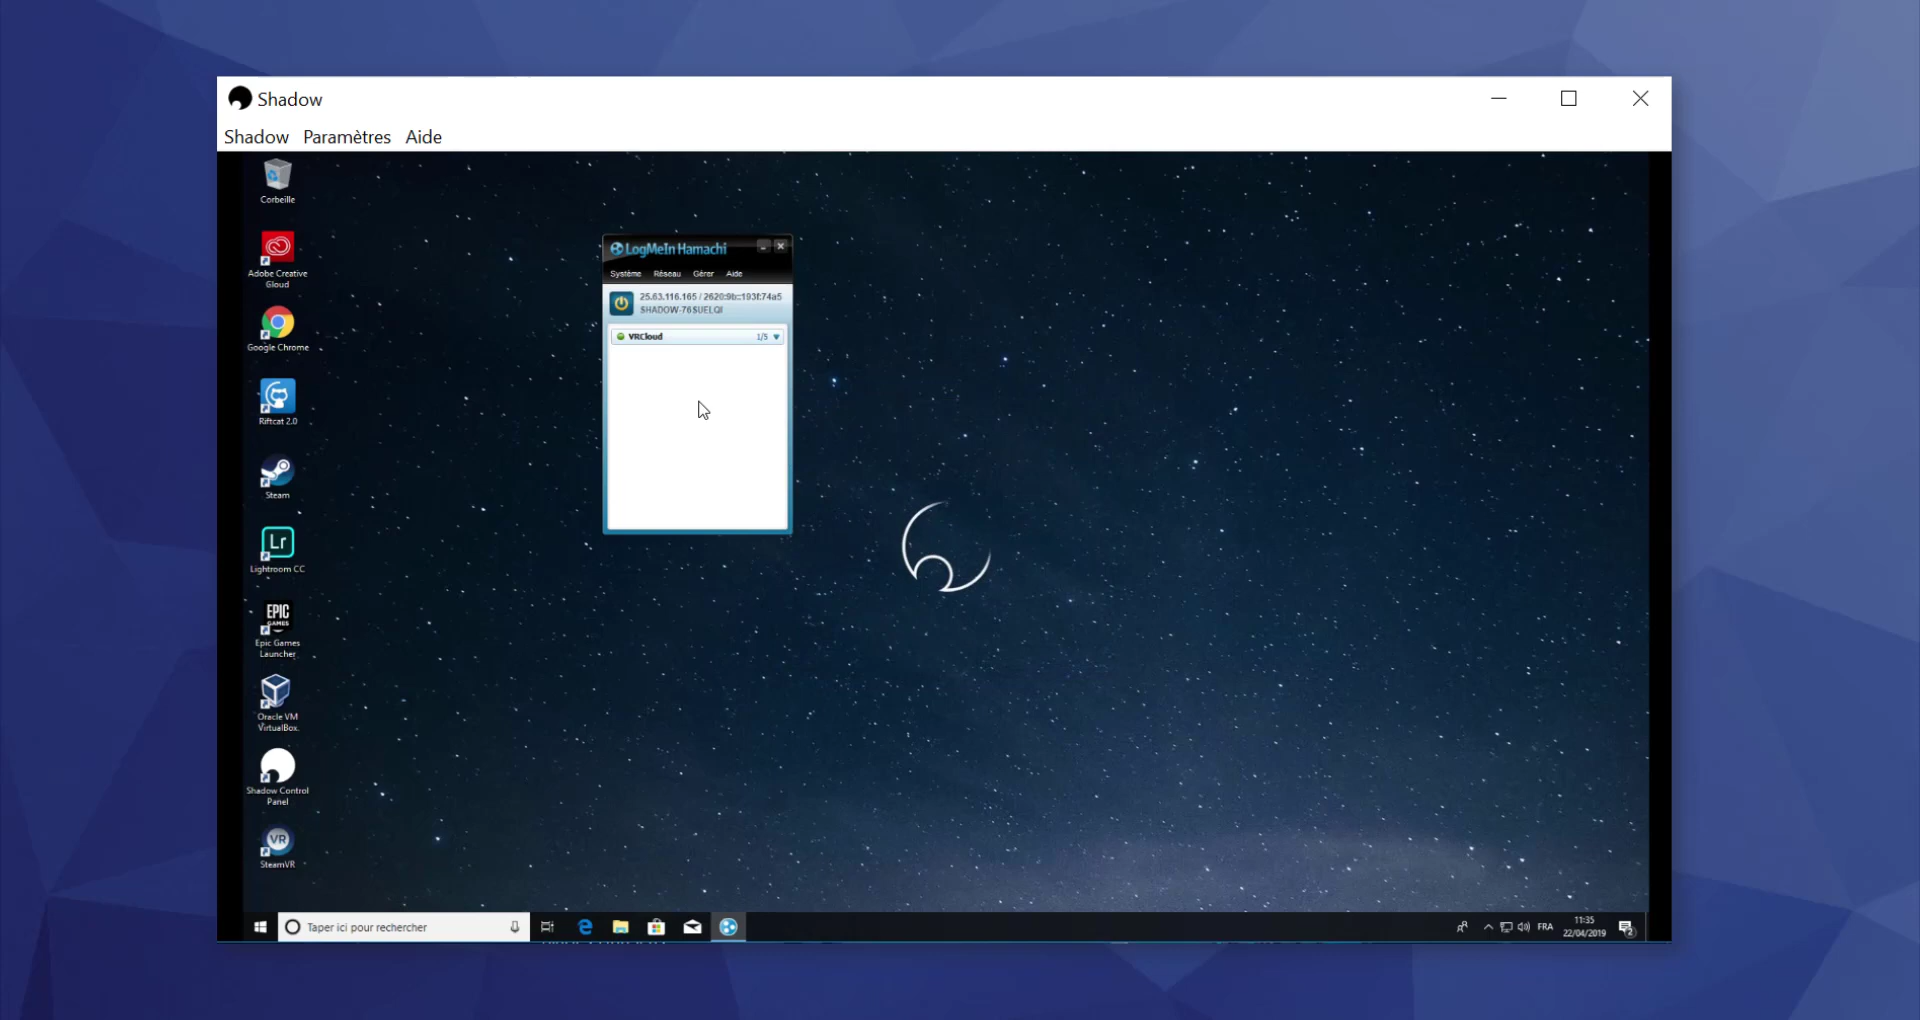 Shadow
Shadow Paramètres Aide
Corbeille
Adobe Creative
Cloud
Google Chrome
Riftcat 2.0
Steam
Lr
Lightroom CC
EPIC
GAMES
Epic Games
Launcher
Oracle VM
VirtualBox
Shadow Control
Panel
VR
SteamVR
LogMeIn Hamachi
Système Réseau Gérer Aide
25.63.116.165 / 2620:9b::193f:74a5
SHADOW-76SUELQI
VRCloud 1/5
Taper ici pour rechercher
FRA
11:35
22/04/2019
2